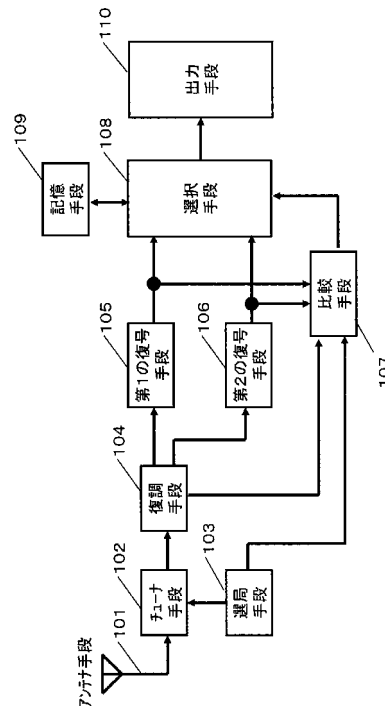 アンテナ手段
101
102
チューナ
手段
103
選局
手段
104
復調
手段
105
第1の復号
手段
106
第2の復号
手段
107
比較
手段
108
選択
手段
109
記憶
手段
110
出力
手段